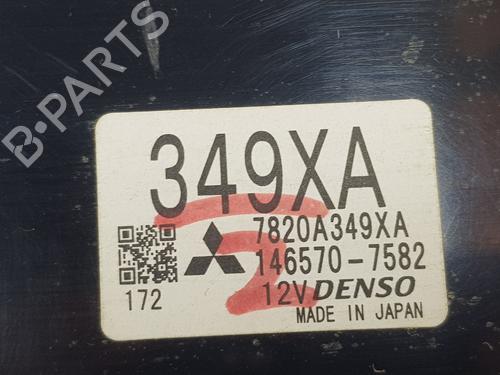 B-PARTS
349XA
7820A349XA
146570-7582
172
12V DENSO
MADE IN JAPAN